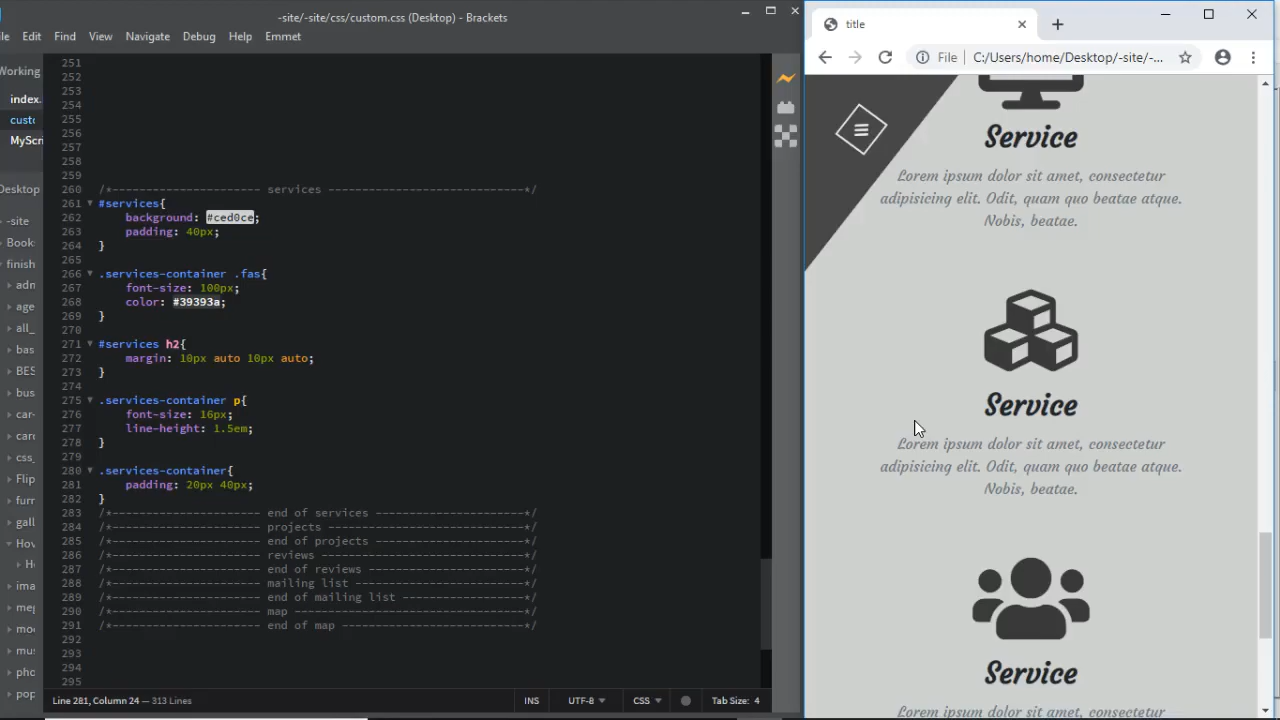 -site/-site/css/custom.css (Desktop) - Brackets
Edit Find View Navigate Debug Help Emmet
Working
index.
MyScri
Desktop
-site
Book
finish
all_
bas
BES
bus
car-
card
css_
Flip
furr
gall
Hov
ima
me
mo
mus
pho
pop
251
252
253
254
255
256
257
258
259
260 /*---------------------- services -----------------------------*/
261 #services{
262 background: #ced0ce;
263 padding: 40px;
264 }
265
266 .services-container .fas{
267 font-size: 100px;
268 color: #39393a;
269 }
270
271 #services h2{
272 margin: 10px auto 10px auto;
273 }
274
275 .services-container p{
276 font-size: 16px;
277 line-height: 1.5em;
278 }
279
280 .services-container{
281 padding: 20px 40px;
282 }
283 /*---------------------- end of services ----------------------*/
284 /*---------------------- projects -----------------------------*/
285 /*---------------------- end of projects ----------------------*/
286 /*---------------------- reviews ------------------------------*/
287 /*---------------------- end of reviews -----------------------*/
288 /*---------------------- mailing list -------------------------*/
289 /*---------------------- end of mailing list ------------------*/
290 /*---------------------- map ----------------------------------*/
291 /*---------------------- end of map ---------------------------*/
292
293
294
295
Line 281, Column 24 — 313 Lines
INS UTF-8 CSS Tab Size: 4
title
File C:/Users/home/Desktop/-site/-...
Service
Lorem ipsum dolor sit amet, consectetur
adipisicing elit. Odit, quam quo beatae atque.
Nobis, beatae.
Service
Lorem ipsum dolor sit amet, consectetur
adipisicing elit. Odit, quam quo beatae atque.
Nobis, beatae.
Service
Lorem ipsum dolor sit amet, consectetur